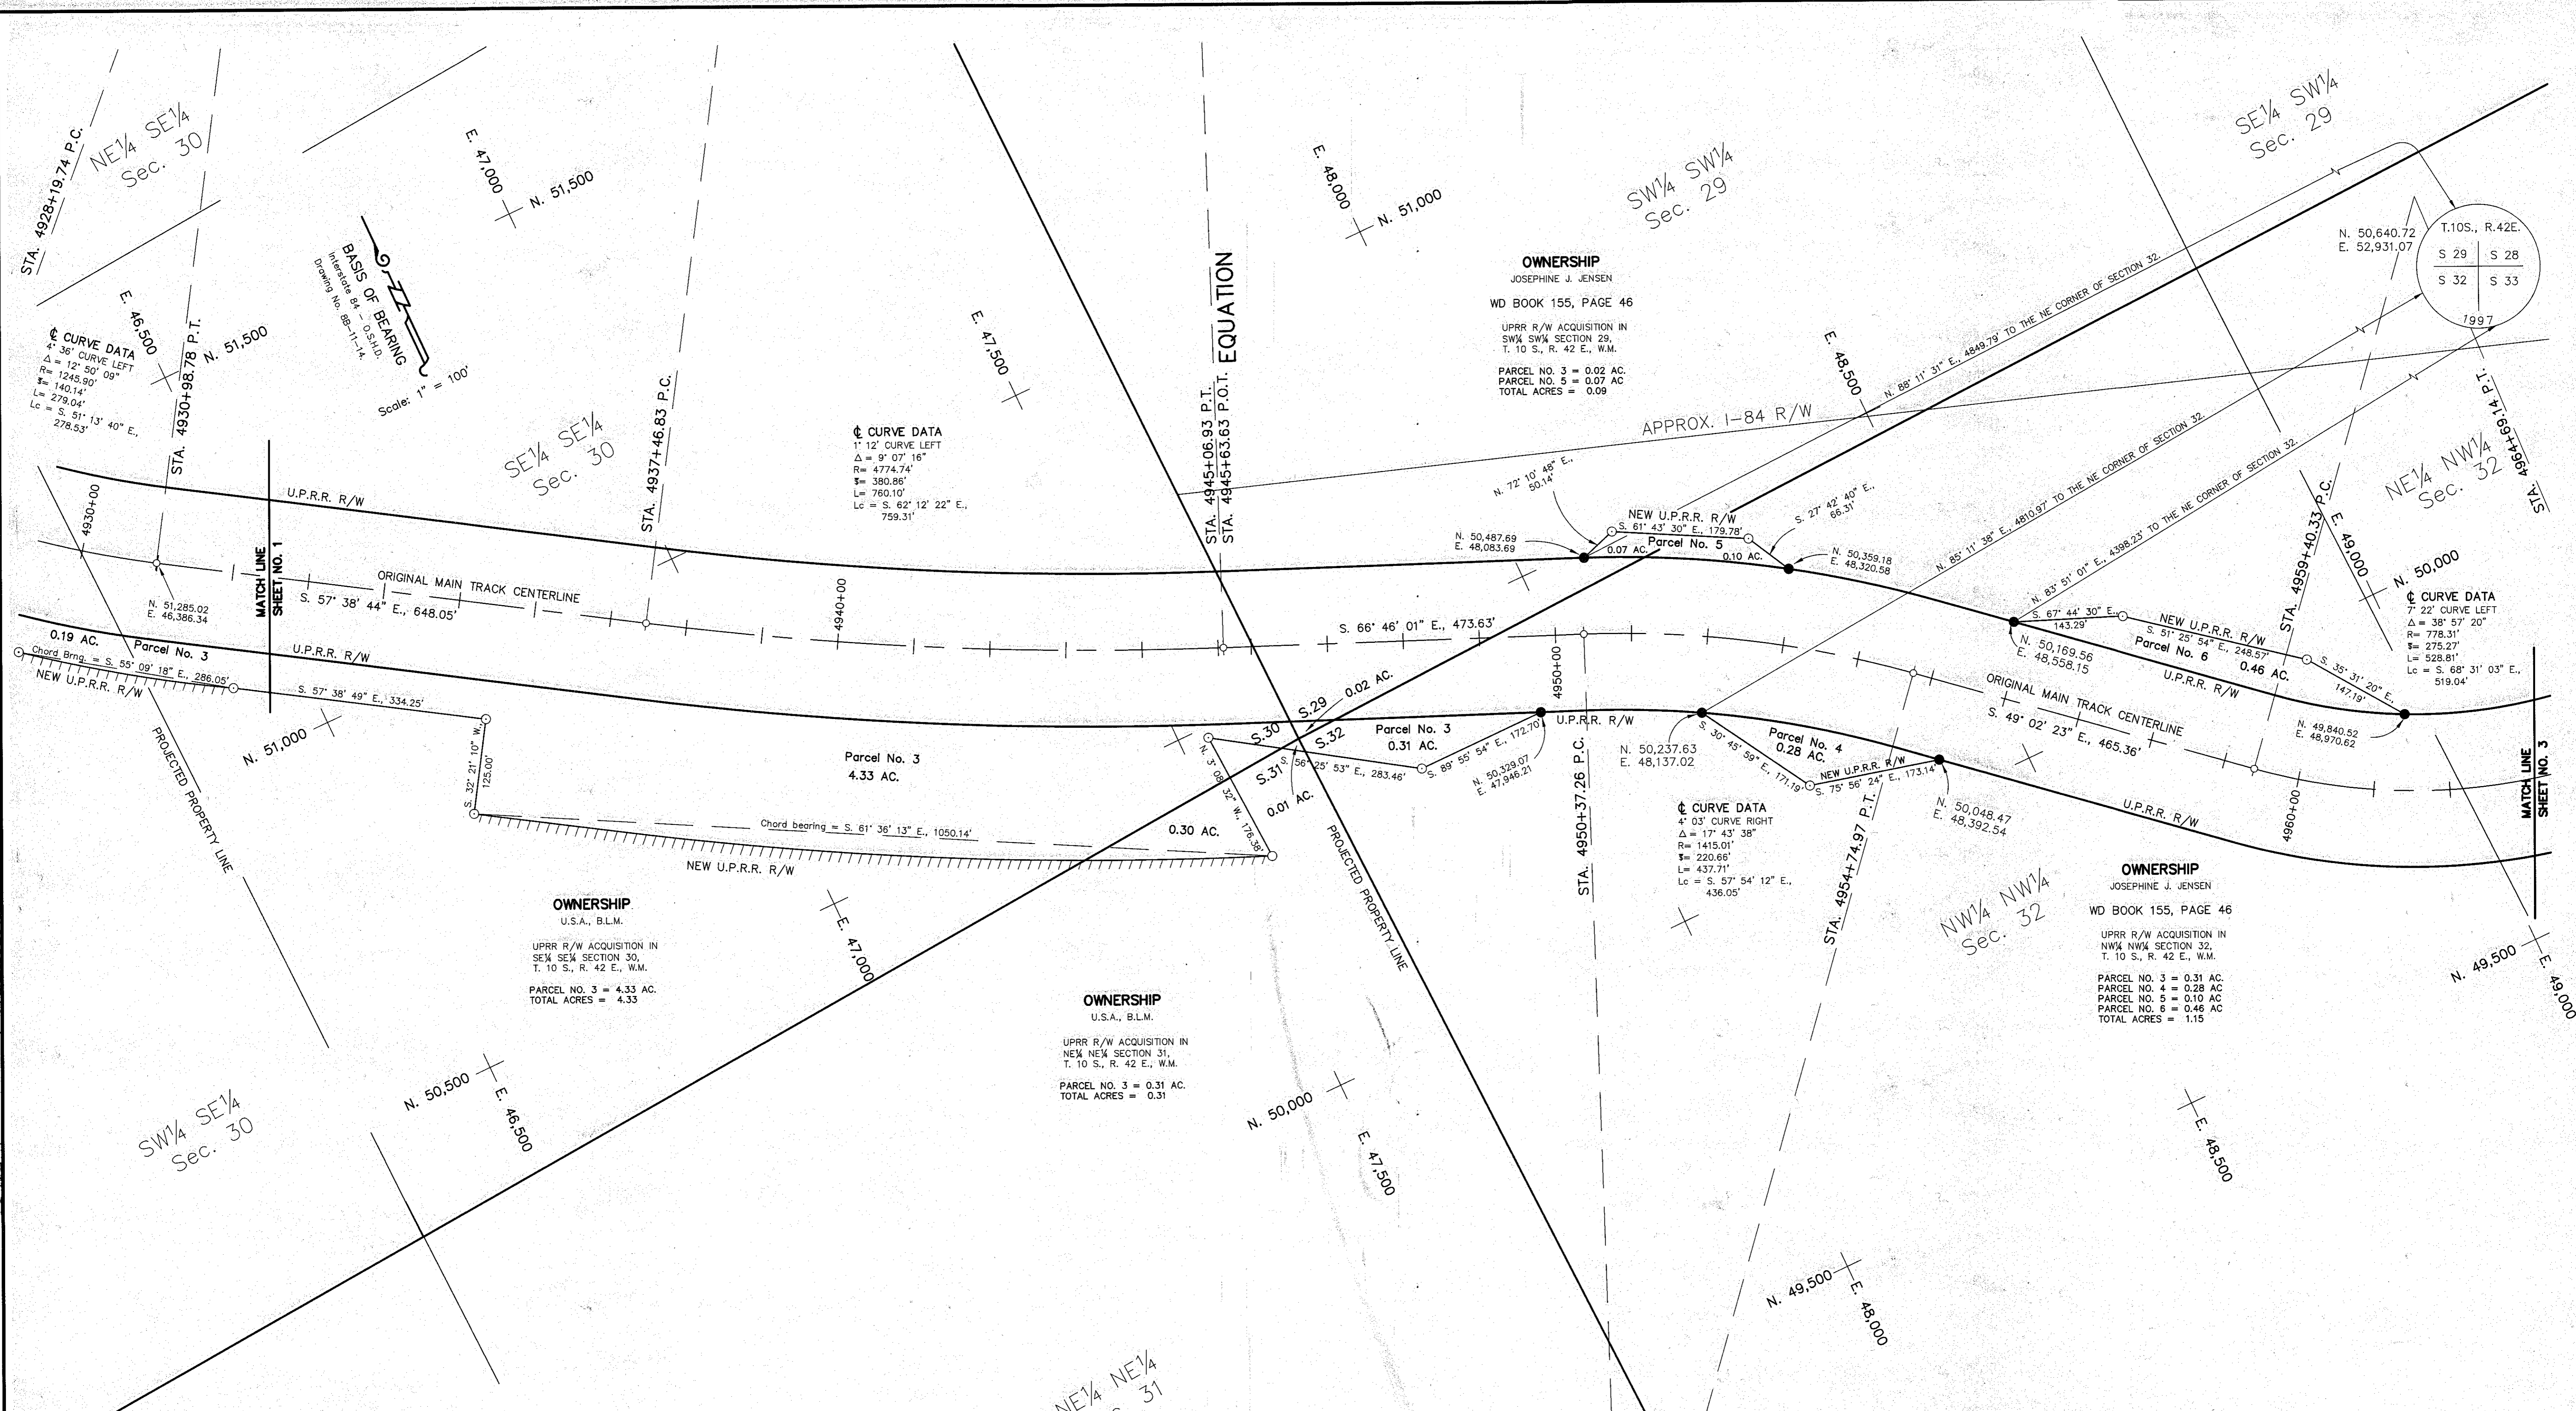 STA. 4928+19.74 P.C.
NE¼ SE¼
Sec. 30
E. 46,500
N. 51,500
STA. 4930+98.78 P.T.
BASIS OF BEARING
Interstate 84 - O.S.H.D.
Drawing No. 8B-11-14.
Scale: 1" = 100'
E. 47,000
N. 51,500
℄ CURVE DATA
4° 36' CURVE LEFT
Δ = 12° 50' 09"
R= 1245.90'
= 140.14'
L= 279.04'
Lc = S. 51° 13' 40" E.,
278.53'
SE¼ SE¼
Sec. 30
STA. 4937+46.83 P.C.
℄ CURVE DATA
1° 12' CURVE LEFT
Δ = 9° 07' 16"
R= 4774.74'
= 380.86'
L= 760.10'
Lc = S. 62° 12' 22" E.,
759.31'
E. 47,500
STA. 4945+06.93 P.T.
STA. 4945+63.63 P.O.T. EQUATION
E. 48,000
N. 51,000
SW¼ SW¼
Sec. 29
SE¼ SW¼
Sec. 29
OWNERSHIP
JOSEPHINE J. JENSEN
WD BOOK 155, PAGE 46
UPRR R/W ACQUISITION IN
SW¼ SW¼ SECTION 29,
T. 10 S., R. 42 E., W.M.
PARCEL NO. 3 = 0.02 AC.
PARCEL NO. 5 = 0.07 AC
TOTAL ACRES = 0.09
E. 48,500
APPROX. I-84 R/W
N. 88° 11' 31" E., 4849.79' TO THE NE CORNER OF SECTION 32.
N. 85° 11' 38" E., 4810.97' TO THE NE CORNER OF SECTION 32.
N. 83° 51' 01" E., 4398.23' TO THE NE CORNER OF SECTION 32.
N. 50,640.72
E. 52,931.07
T.10S., R.42E.
S 29 S 28
S 32 S 33
1997
STA. 4964+69.14 P.T.
NE¼ NW¼
Sec. 32
STA. 4959+40.33 P.C.
E. 49,000
N. 50,000
℄ CURVE DATA
7° 22' CURVE LEFT
Δ = 38° 57' 20"
R= 778.31'
= 275.27'
L= 528.81'
Lc = S. 68° 31' 03" E.,
519.04'
4930+00
N. 51,285.02
E. 46,386.34
MATCH LINE
SHEET NO. 1
U.P.R.R. R/W
ORIGINAL MAIN TRACK CENTERLINE
S. 57° 38' 44" E., 648.05'
4940+00
S. 66° 46' 01" E., 473.63'
N. 72° 10' 48" E.,
50.14'
NEW U.P.R.R. R/W
S. 61° 43' 30" E., 179.78'
Parcel No. 5
0.07 AC.
0.10 AC.
S. 27° 42' 40" E.,
66.31'
N. 50,487.69
E. 48,083.69
N. 50,359.18
E. 48,320.58
S. 67° 44' 30" E.,
143.29'
NEW U.P.R.R. R/W
S. 51° 25' 54" E., 248.57'
Parcel No. 6
0.46 AC.
U.P.R.R. R/W
S. 35° 31' 20" E.,
147.19'
N. 50,169.56
E. 48,558.15
ORIGINAL MAIN TRACK CENTERLINE
S. 49° 02' 23" E., 465.36'
N. 49,840.52
E. 48,970.62
MATCH LINE
SHEET NO. 3
0.19 AC.
Parcel No. 3
U.P.R.R. R/W
Chord Brng. = S. 55° 09' 18" E., 286.05'
NEW U.P.R.R. R/W
S. 57° 38' 49" E., 334.25'
N. 51,000
PROJECTED PROPERTY LINE
S. 32° 21' 10" W.,
125.00'
Parcel No. 3
4.33 AC.
Chord bearing = S. 61° 36' 13" E., 1050.14'
NEW U.P.R.R. R/W
0.30 AC.
N. 3° 08' 32" W., 176.38'
S.30
S.29
S.31
S.32
0.02 AC.
0.01 AC.
S. 56° 25' 53" E., 283.46'
Parcel No. 3
0.31 AC.
S. 89° 55' 54" E., 172.70'
N. 50,329.07
E. 47,946.21
4950+00
U.P.R.R. R/W
STA. 4950+37.26 P.C.
N. 50,237.63
E. 48,137.02
S. 30° 45' 59" E., 171.19'
Parcel No. 4
0.28 AC.
NEW U.P.R.R. R/W
S. 75° 56' 24" E., 173.14'
N. 50,048.47
E. 48,392.54
U.P.R.R. R/W
4960+00
℄ CURVE DATA
4° 03' CURVE RIGHT
Δ = 17° 43' 38"
R= 1415.01'
= 220.66'
L= 437.71'
Lc = S. 57° 54' 12" E.,
436.05'
STA. 4954+74.97 P.T.
PROJECTED PROPERTY LINE
OWNERSHIP
U.S.A., B.L.M.
UPRR R/W ACQUISITION IN
SE¼ SE¼ SECTION 30,
T. 10 S., R. 42 E., W.M.
PARCEL NO. 3 = 4.33 AC.
TOTAL ACRES = 4.33
E. 47,000
OWNERSHIP
U.S.A., B.L.M.
UPRR R/W ACQUISITION IN
NE¼ NE¼ SECTION 31,
T. 10 S., R. 42 E., W.M.
PARCEL NO. 3 = 0.31 AC.
TOTAL ACRES = 0.31
NW¼ NW¼
Sec. 32
OWNERSHIP
JOSEPHINE J. JENSEN
WD BOOK 155, PAGE 46
UPRR R/W ACQUISITION IN
NW¼ NW¼ SECTION 32,
T. 10 S., R. 42 E., W.M.
PARCEL NO. 3 = 0.31 AC.
PARCEL NO. 4 = 0.28 AC
PARCEL NO. 5 = 0.10 AC
PARCEL NO. 6 = 0.46 AC
TOTAL ACRES = 1.15
N. 49,500
E. 49,000
SW¼ SE¼
Sec. 30
N. 50,500
E. 46,500
N. 50,000
E. 47,500
E. 48,500
N. 49,500
E. 48,000
NE¼ NE¼
31